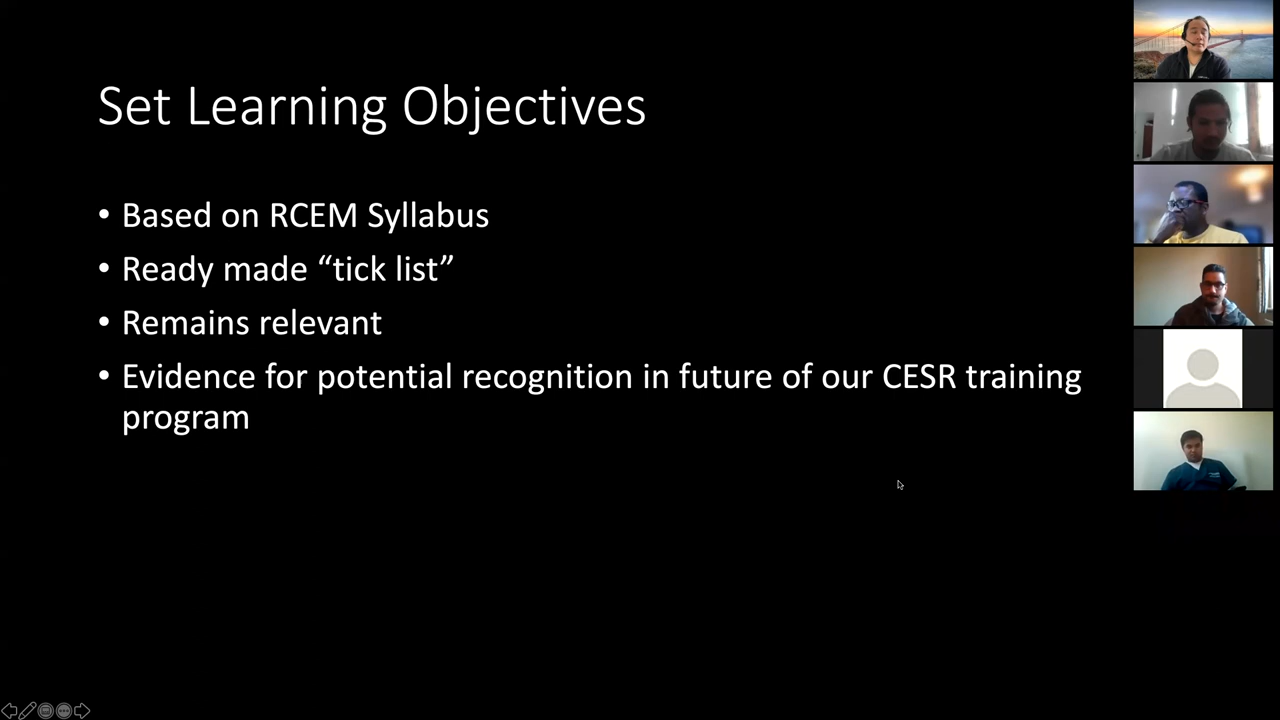 Set Learning Objectives
• Based on RCEM Syllabus
• Ready made “tick list”
• Remains relevant
• Evidence for potential recognition in future of our CESR training
program